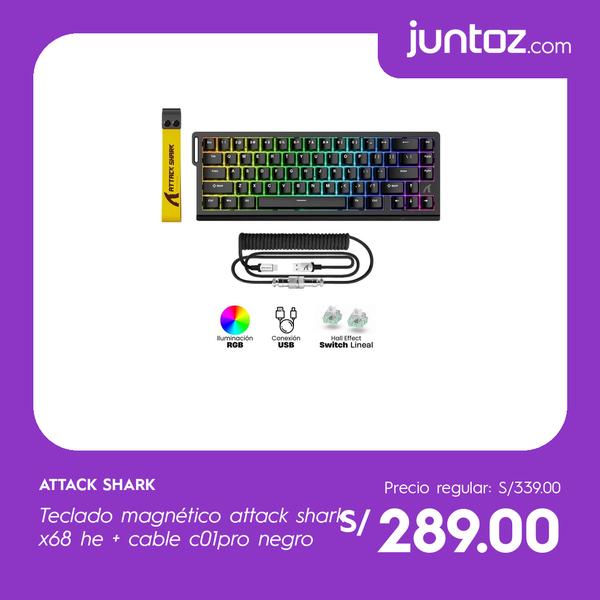 juntoz.com
ATTACK SHARK
Iluminación
RGB
Conexión
USB
Hall Effect
Switch Lineal
ATTACK SHARK
Precio regular: S/339.00
Teclado magnético attack shark
x68 he + cable c01pro negro
S/ 289.00